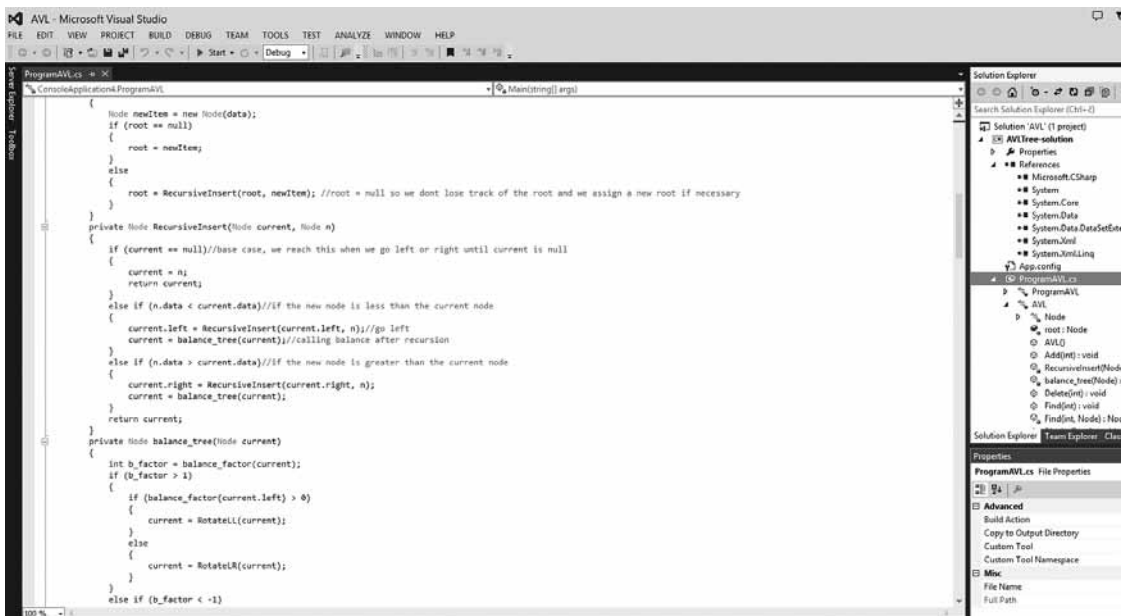 AVL - Microsoft Visual Studio
FILE EDIT VIEW PROJECT BUILD DEBUG TEAM TOOLS TEST ANALYZE WINDOW HELP
Start Debug
Server Explorer
Toolbox
ProgramAVL.cs
ConsoleApplication4.ProgramAVL
Main(string[] args)
{
Node newItem = new Node(data);
if (root == null)
{
root = newItem;
}
else
{
root = RecursiveInsert(root, newItem); //root = null so we dont lose track of the root and we assign a new root if necessary
}
}
private Node RecursiveInsert(Node current, Node n)
{
if (current == null)//base case, we reach this when we go left or right until current is null
{
current = n;
return current;
}
else if (n.data < current.data)//if the new node is less than the current node
{
current.left = RecursiveInsert(current.left, n);//go left
current = balance_tree(current);//calling balance after recursion
}
else if (n.data > current.data)//if the new node is greater than the current node
{
current.right = RecursiveInsert(current.right, n);
current = balance_tree(current);
}
return current;
}
private Node balance_tree(Node current)
{
int b_factor = balance_factor(current);
if (b_factor > 1)
{
if (balance_factor(current.left) > 0)
{
current = RotateLL(current);
}
else
{
current = RotateLR(current);
}
}
else if (b_factor < -1)
100 %
Solution Explorer
Search Solution Explorer
Solution 'AVL' (1 project)
AVLTree-solution
Properties
References
Microsoft.CSharp
System
System.Core
System.Data
System.Data.DataSetExte
System.Xml
System.Xml.Linq
App.config
ProgramAVL.cs
ProgramAVL
AVL
Node
root : Node
AVL()
Add(int) : void
RecursiveInsert(Node
balance_tree(Node) :
Delete(int) : void
Find(int) : void
Find(int, Node) : Noc
Solution Explorer Team Explorer Clas
Properties
ProgramAVL.cs File Properties
Advanced
Build Action
Copy to Output Directory
Custom Tool
Custom Tool Namespace
Misc
File Name
Full Path